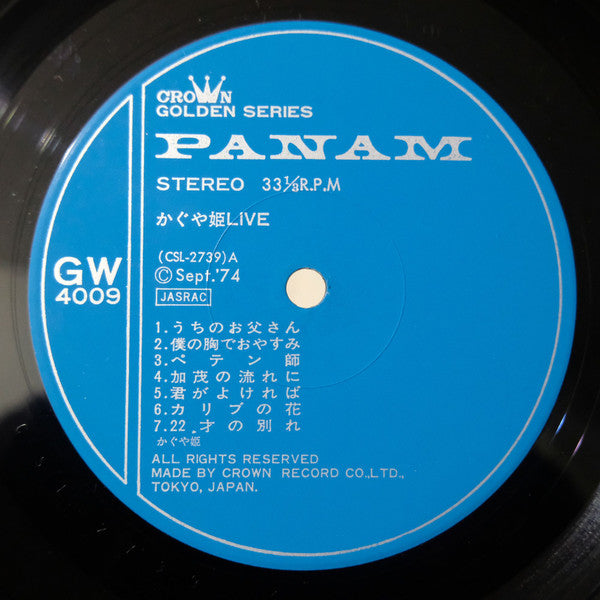 CROWN
GOLDEN SERIES
PANAM
STEREO 33⅓R.P.M
かぐや姫LiVE
(CSL-2739)A
©Sept.'74
JASRAC
GW
4009
1.うちのお父さん
2.僕の胸でおやすみ
3.ペテン師
4.加茂の流れに
5.君がよければ
6.カリブの花
7.22才の別れ
かぐや姫
ALL RIGHTS RESERVED
MADE BY CROWN RECORD CO.,LTD.,
TOKYO, JAPAN.